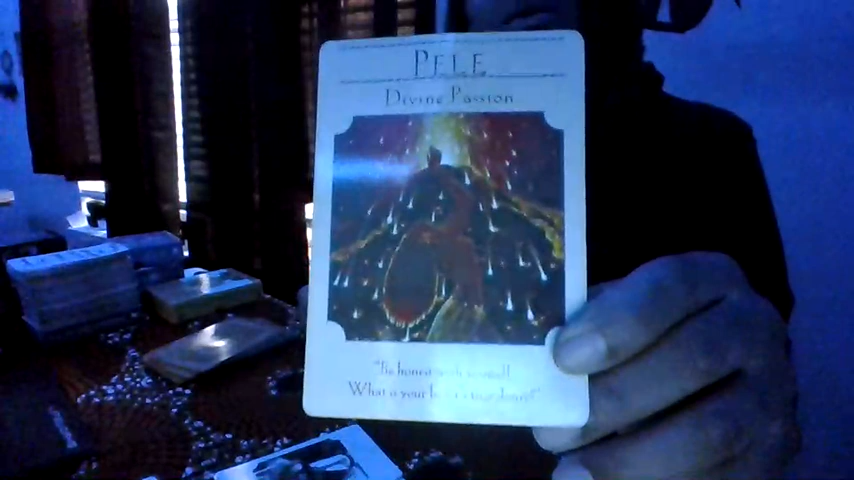 PELE
Divine Passion
"Be honest with yourself.
What is your heart's true desire?"